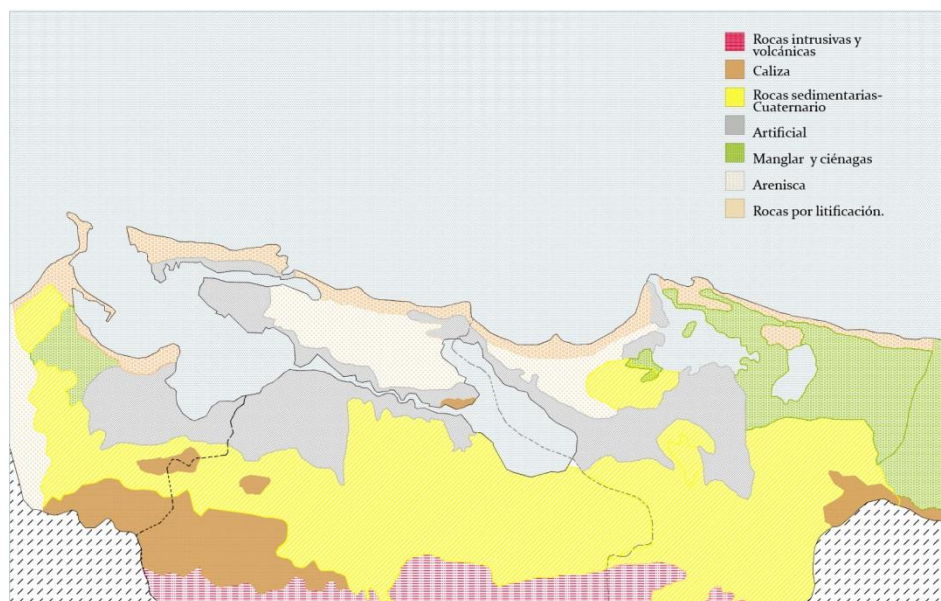 Rocas intrusivas y
volcánicas
Caliza
Rocas sedimentarias-
Cuaternario
Artificial
Manglar y ciénagas
Arenisca
Rocas por litificación.